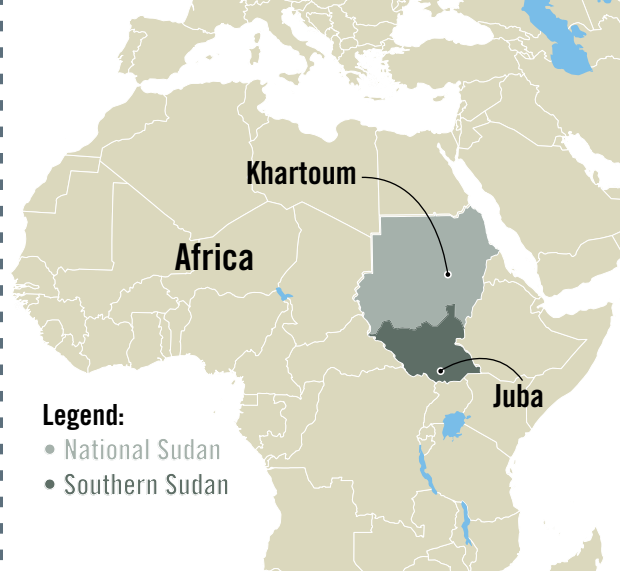 Khartoum
Africa
Juba
Legend:
• National Sudan
• Southern Sudan